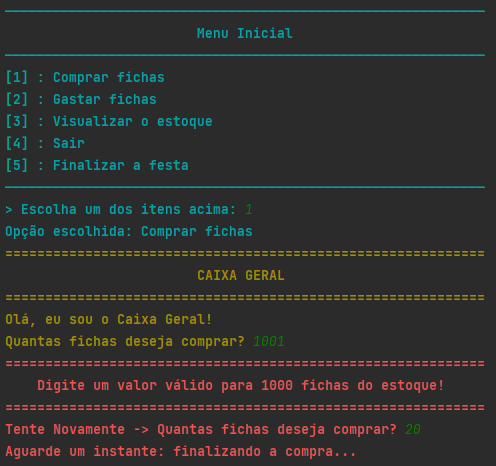 Menu Inicial
[1] : Comprar fichas
[2] : Gastar fichas
[3] : Visualizar o estoque
[4] : Sair
[5] : Finalizar a festa
> Escolha um dos itens acima: 1
Opção escolhida: Comprar fichas
============================================================
CAIXA GERAL
============================================================
Olá, eu sou o Caixa Geral!
Quantas fichas deseja comprar? 1001
============================================================
Digite um valor válido para 1000 fichas do estoque!
============================================================
Tente Novamente -> Quantas fichas deseja comprar? 20
Aguarde um instante: finalizando a compra...